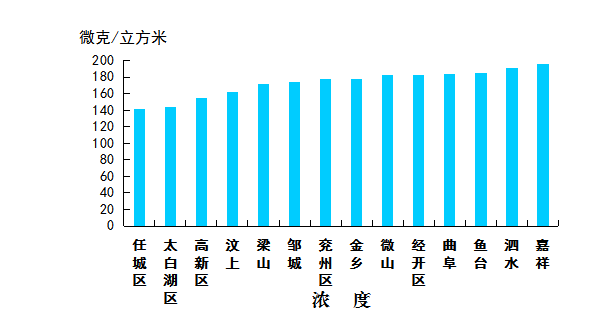 微克/立方米
200
180
160
140
120
100
80
60
40
20
0
任城区
太白湖区
高新区
汶上
梁山
邹城
兖州区
金乡
微山
经开区
曲阜
鱼台
泗水
嘉祥
浓 度